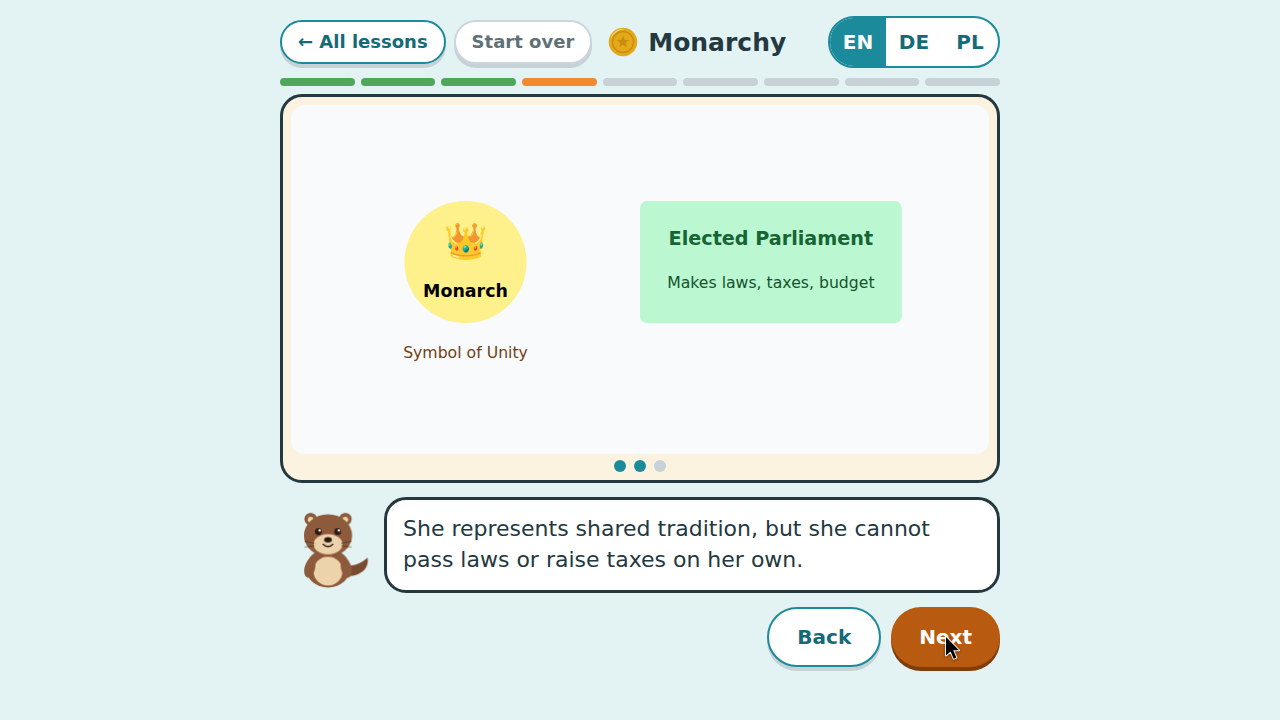 ← All lessons
Start over
Monarchy
EN
DE
PL
Monarch
Symbol of Unity
Elected Parliament
Makes laws, taxes, budget
She represents shared tradition, but she cannot
pass laws or raise taxes on her own.
Back
Next